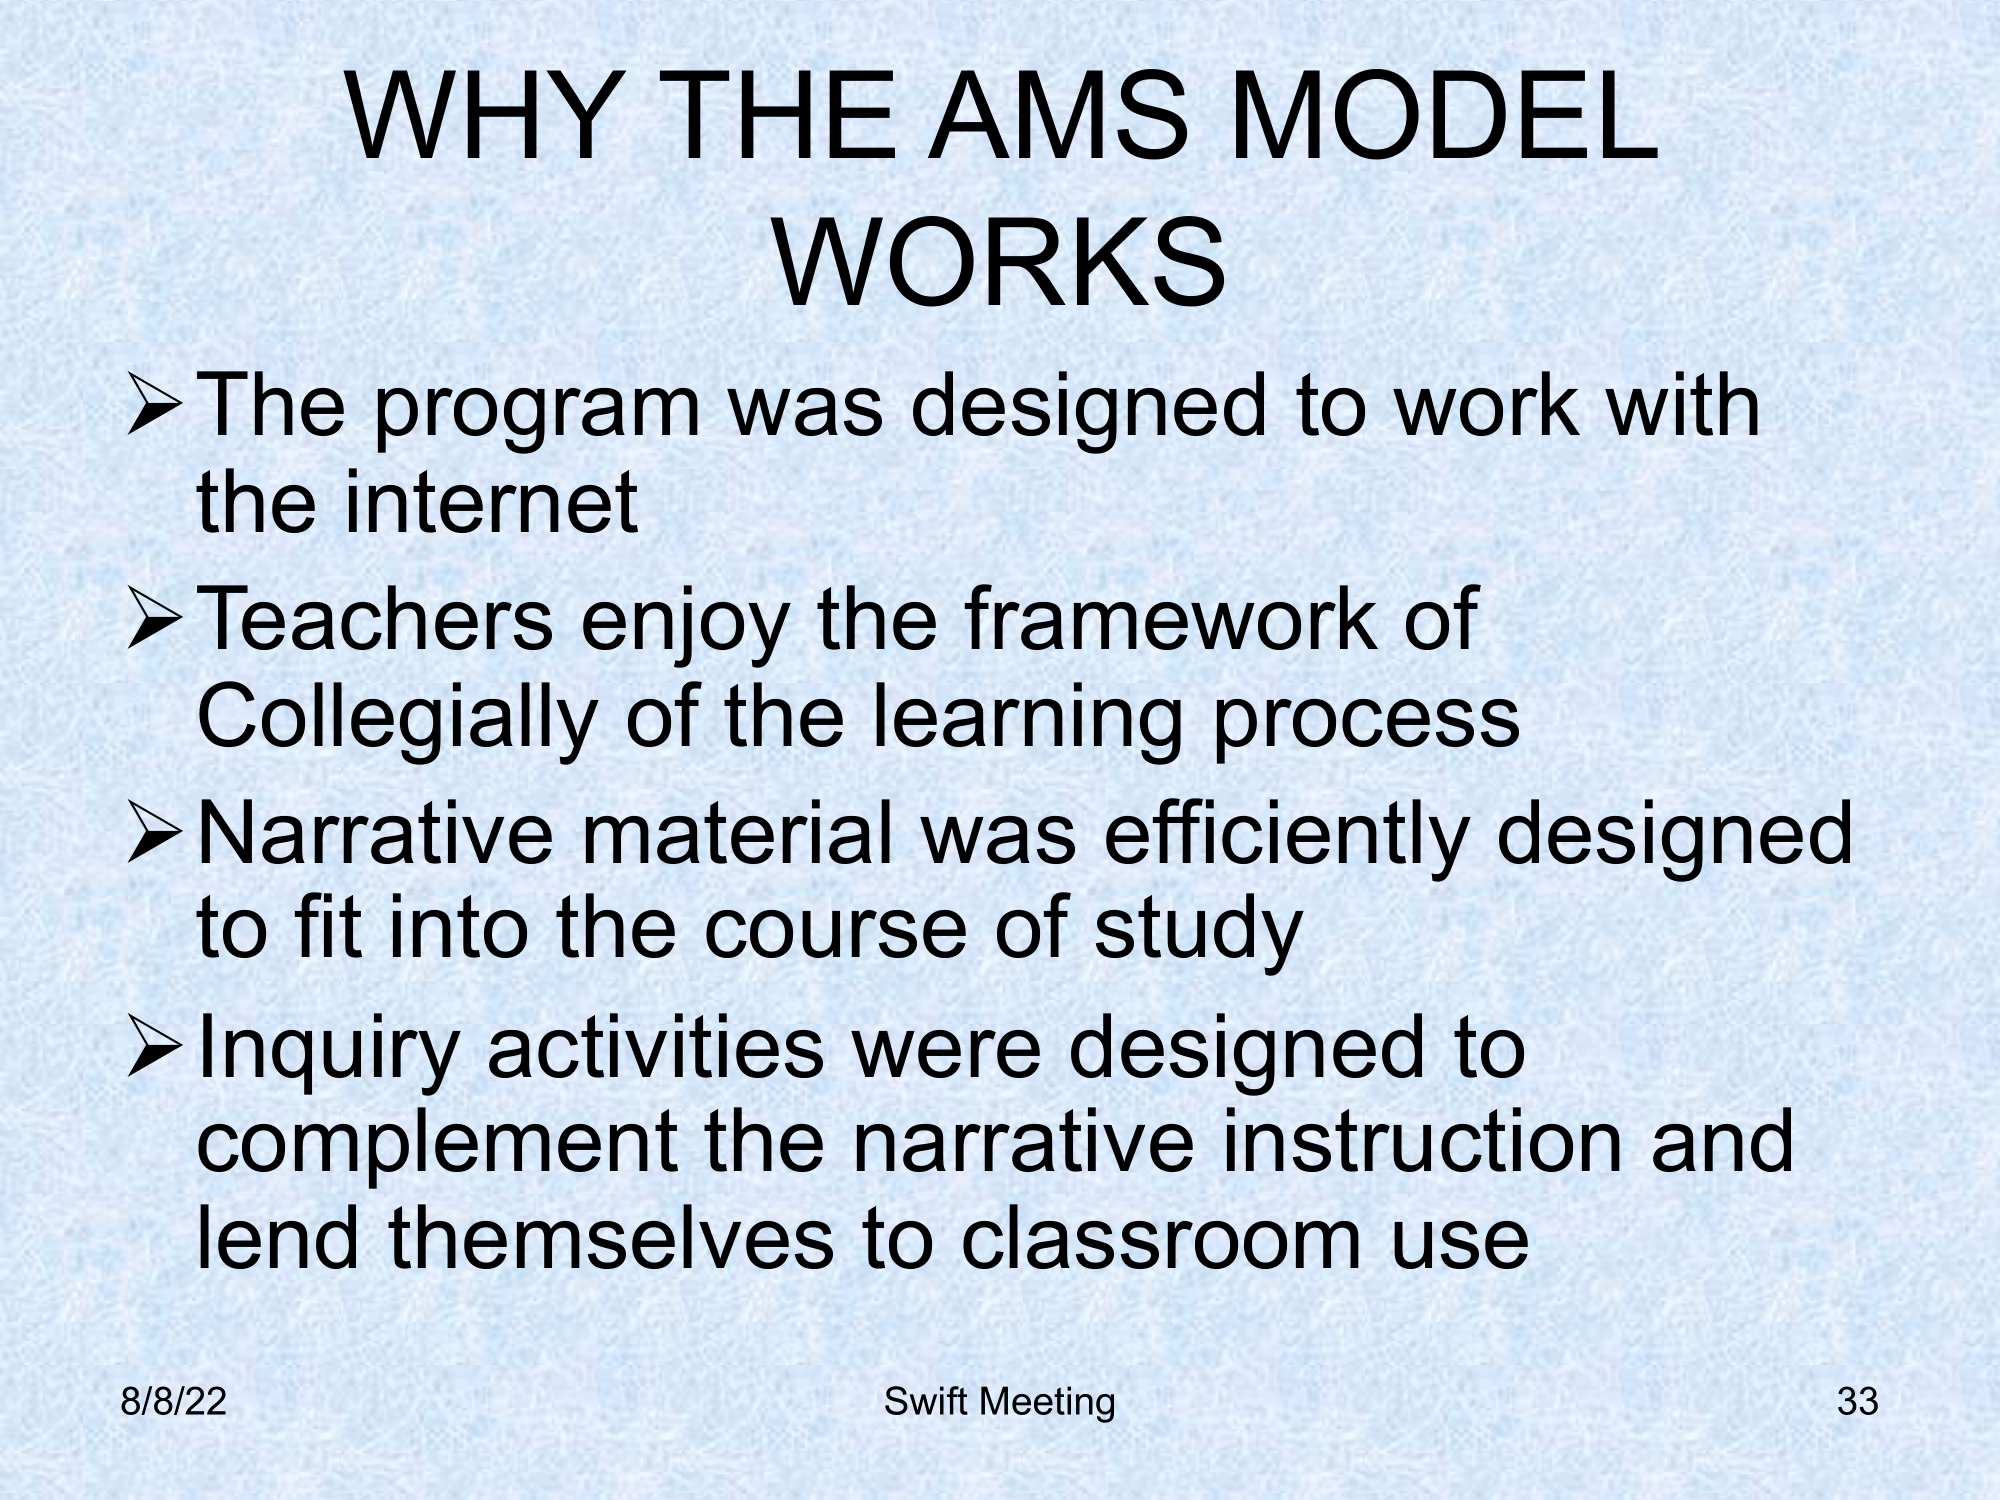 WHY THE AMS MODEL
WORKS
➢The program was designed to work with
the internet
➢Teachers enjoy the framework of
Collegially of the learning process
➢Narrative material was efficiently designed
to fit into the course of study
➢Inquiry activities were designed to
complement the narrative instruction and
lend themselves to classroom use
8/8/22
Swift Meeting
33